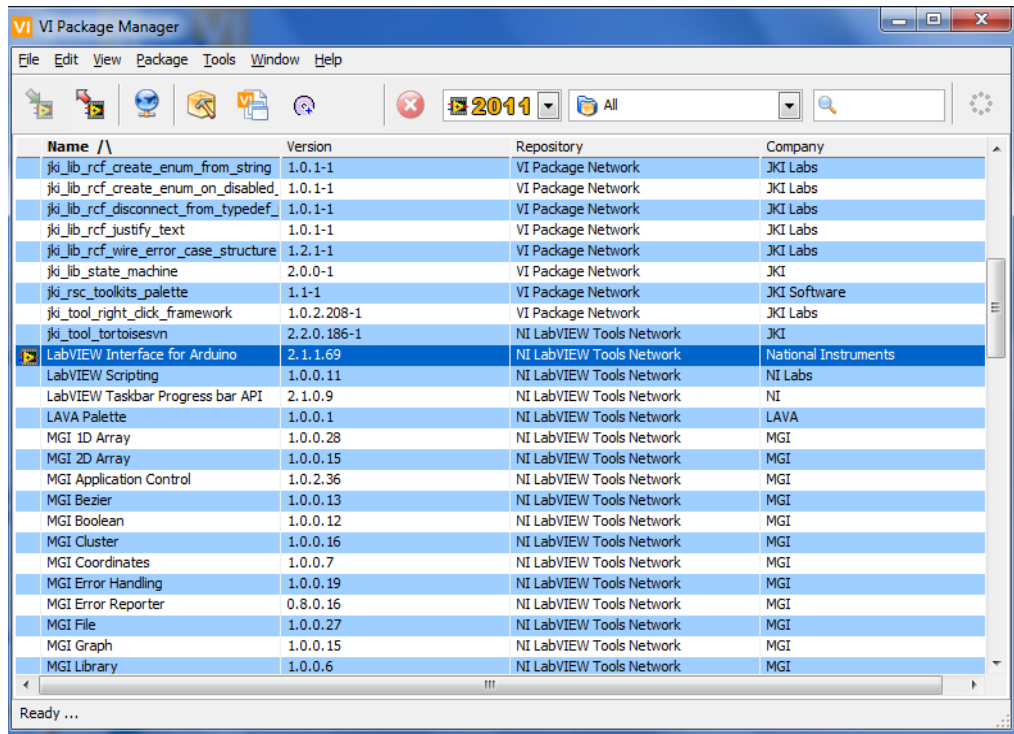 VI VI Package Manager
File Edit View Package Tools Window Help
VI 2011 All
Name /\ Version Repository Company
jki_lib_rcf_create_enum_from_string 1.0.1-1 VI Package Network JKI Labs
jki_lib_rcf_create_enum_on_disabled_ 1.0.1-1 VI Package Network JKI Labs
jki_lib_rcf_disconnect_from_typedef_ 1.0.1-1 VI Package Network JKI Labs
jki_lib_rcf_justify_text 1.0.1-1 VI Package Network JKI Labs
jki_lib_rcf_wire_error_case_structure 1.2.1-1 VI Package Network JKI Labs
jki_lib_state_machine 2.0.0-1 VI Package Network JKI
jki_rsc_toolkits_palette 1.1-1 VI Package Network JKI Software
jki_tool_right_click_framework 1.0.2.208-1 VI Package Network JKI Labs
jki_tool_tortoisesvn 2.2.0.186-1 NI LabVIEW Tools Network JKI
LabVIEW Interface for Arduino 2.1.1.69 NI LabVIEW Tools Network National Instruments
LabVIEW Scripting 1.0.0.11 NI LabVIEW Tools Network NI Labs
LabVIEW Taskbar Progress bar API 2.1.0.9 NI LabVIEW Tools Network NI
LAVA Palette 1.0.0.1 NI LabVIEW Tools Network LAVA
MGI 1D Array 1.0.0.28 NI LabVIEW Tools Network MGI
MGI 2D Array 1.0.0.15 NI LabVIEW Tools Network MGI
MGI Application Control 1.0.2.36 NI LabVIEW Tools Network MGI
MGI Bezier 1.0.0.13 NI LabVIEW Tools Network MGI
MGI Boolean 1.0.0.12 NI LabVIEW Tools Network MGI
MGI Cluster 1.0.0.16 NI LabVIEW Tools Network MGI
MGI Coordinates 1.0.0.7 NI LabVIEW Tools Network MGI
MGI Error Handling 1.0.0.19 NI LabVIEW Tools Network MGI
MGI Error Reporter 0.8.0.16 NI LabVIEW Tools Network MGI
MGI File 1.0.0.27 NI LabVIEW Tools Network MGI
MGI Graph 1.0.0.15 NI LabVIEW Tools Network MGI
MGI Library 1.0.0.6 NI LabVIEW Tools Network MGI
Ready ...